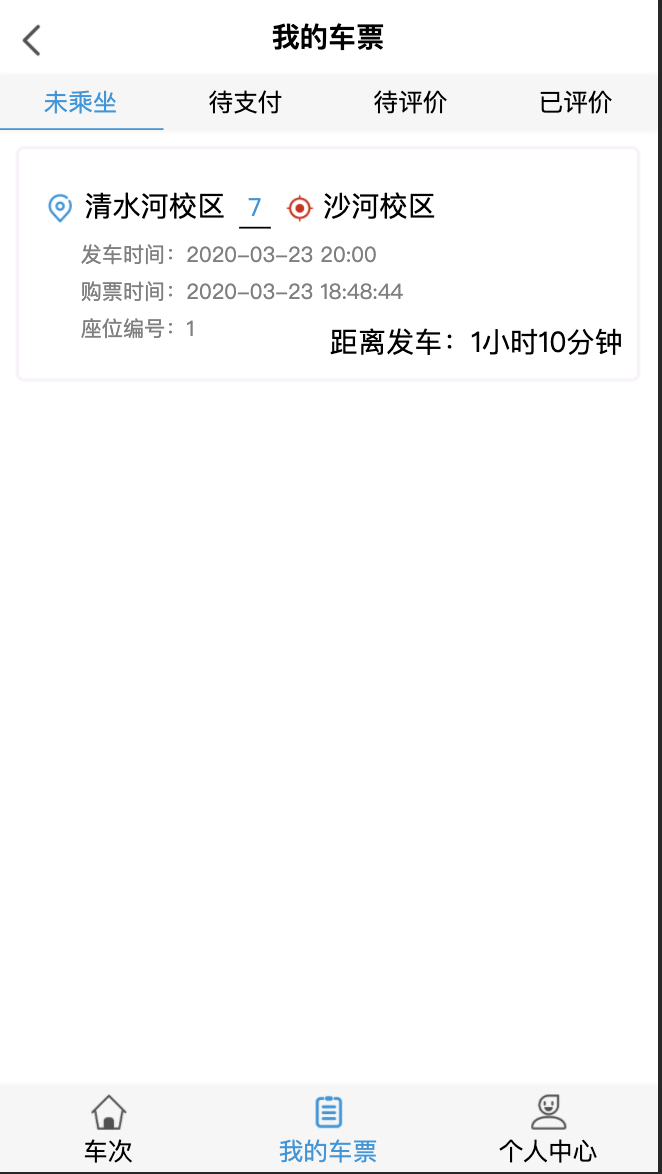 我的车票
未乘坐 待支付 待评价 已评价
清水河校区 7 沙河校区
发车时间：2020-03-23 20:00
购票时间：2020-03-23 18:48:44
座位编号：1
距离发车：1小时10分钟
车次 我的车票 个人中心